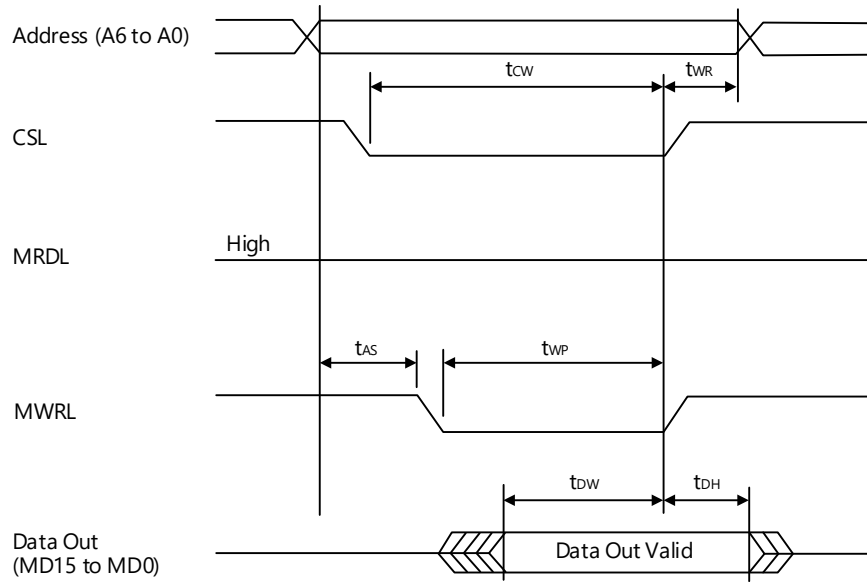 Address (A6 to A0)
tCW
tWR
CSL
High
MRDL
tAS
tWP
MWRL
tDW
tDH
Data Out
(MD15 to MD0)
Data Out Valid